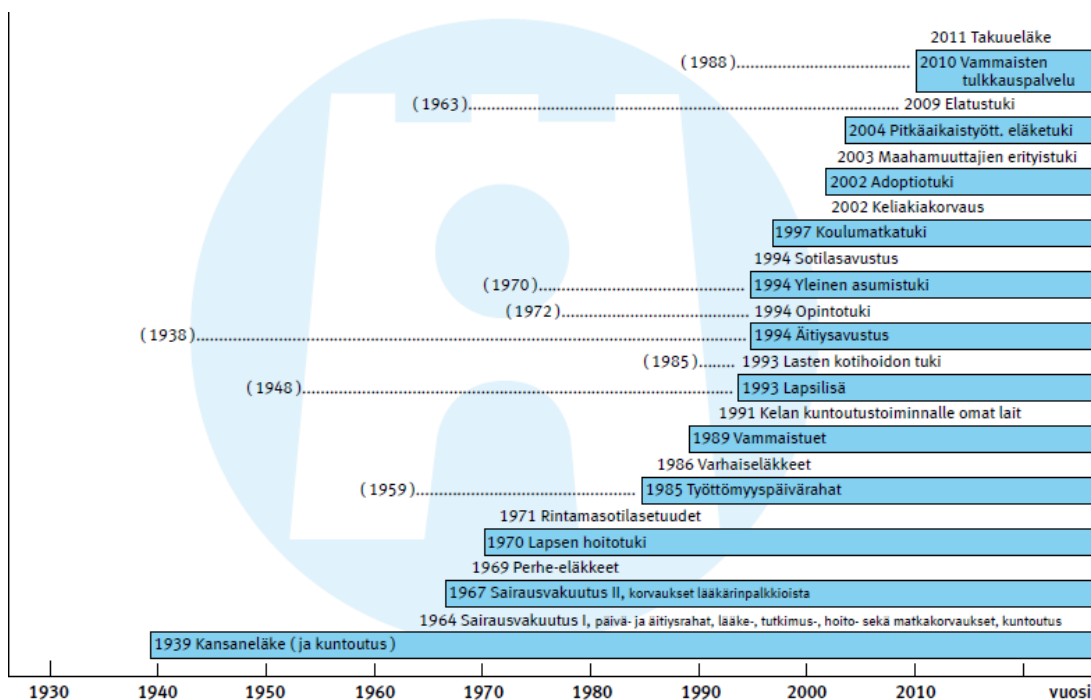 2011 Takuueläke
(1988) 2010 Vammaisten
tulkkauspalvelu
(1963) 2009 Elatustuki
2004 Pitkäaikaistyött. eläketuki
2003 Maahamuuttajien erityistuki
2002 Adoptiotuki
2002 Keliakiakorvaus
1997 Koulumatkatuki
1994 Sotilasavustus
(1970) 1994 Yleinen asumistuki
(1972) 1994 Opintotuki
(1938) 1994 Äitiysavustus
(1985) 1993 Lasten kotihoidon tuki
(1948) 1993 Lapsilisä
1991 Kelan kuntoutustoiminnalle omat lait
1989 Vammaistuet
1986 Varhaiseläkkeet
(1959) 1985 Työttömyyspäivärahat
1971 Rintamasotilasetuudet
1970 Lapsen hoitotuki
1969 Perhe-eläkkeet
1967 Sairausvakuutus II, korvaukset lääkärinpalkkioista
1964 Sairausvakuutus I, päivä- ja äitiysrahat, lääke-, tutkimus-, hoito- sekä matkakorvaukset, kuntoutus
1939 Kansaneläke (ja kuntoutus)
1930 1940 1950 1960 1970 1980 1990 2000 2010 vuosi